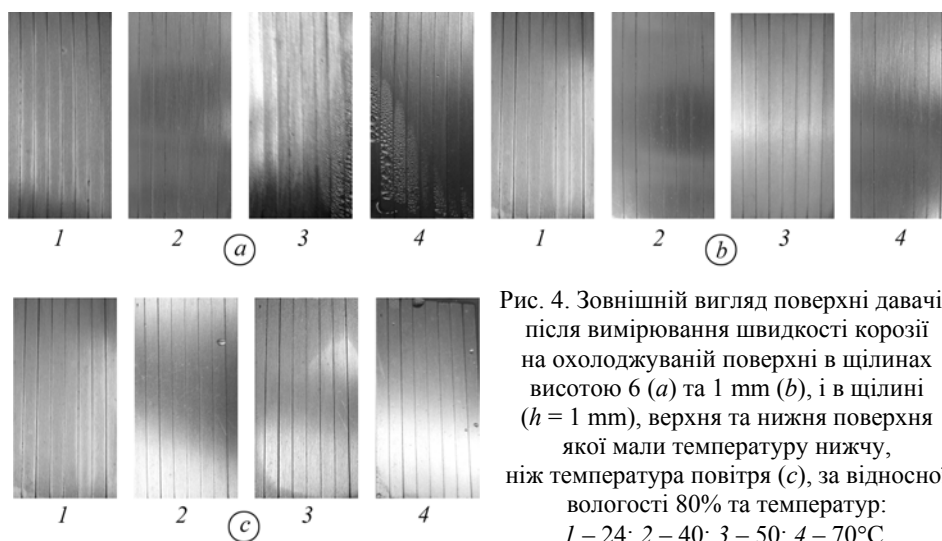 1 2 3 4 1 2 3 4
a b
1 2 3 4
c
Рис. 4. Зовнішній вигляд поверхні давачі
після вимірювання швидкості корозії
на охолоджуваній поверхні в щілинах
висотою 6 (a) та 1 mm (b), і в щілині
(h = 1 mm), верхня та нижня поверхня
якої мали температуру нижчу,
ніж температура повітря (c), за відносно
вологості 80% та температур:
1 – 24; 2 – 40; 3 – 50; 4 – 70°C